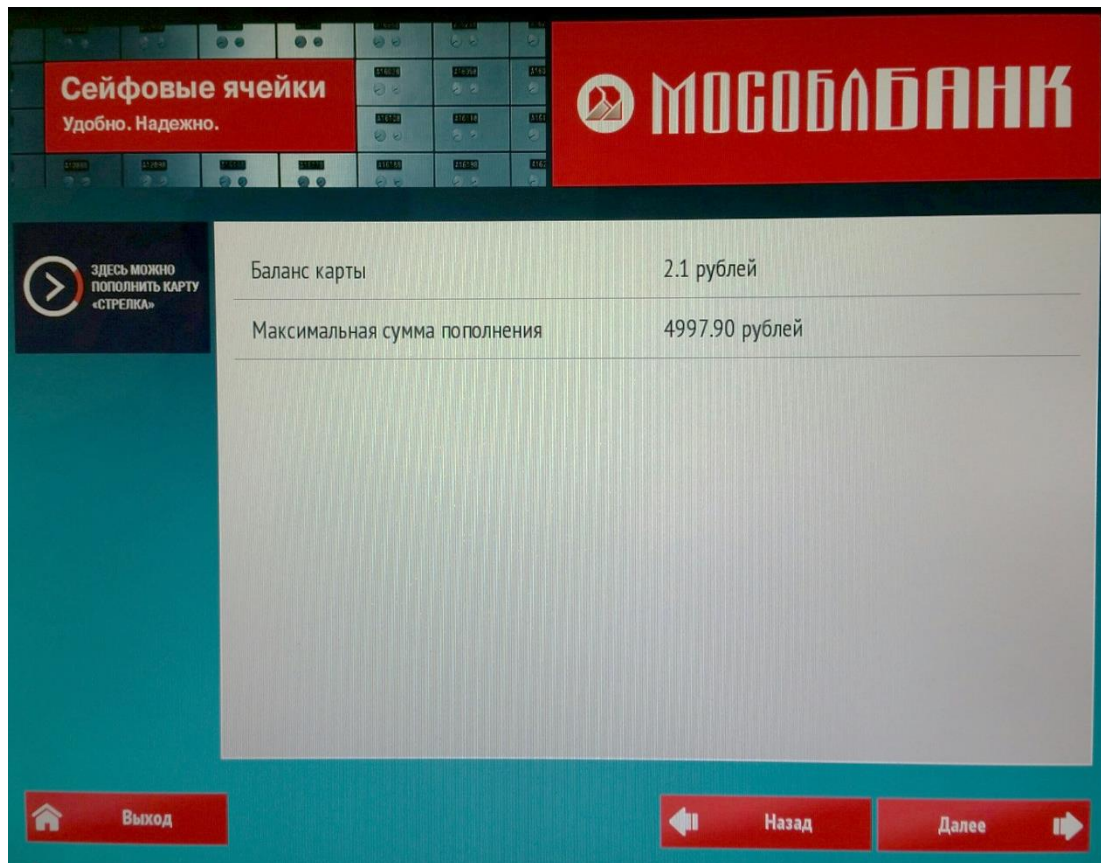 Сейфовые ячейки
Удобно. Надежно.
МОСОБЛБАНК
ЗДЕСЬ МОЖНО
ПОПОЛНИТЬ КАРТУ
«СТРЕЛКА»
Баланс карты 2.1 рублей
Максимальная сумма пополнения 4997.90 рублей
Выход
Назад
Далее